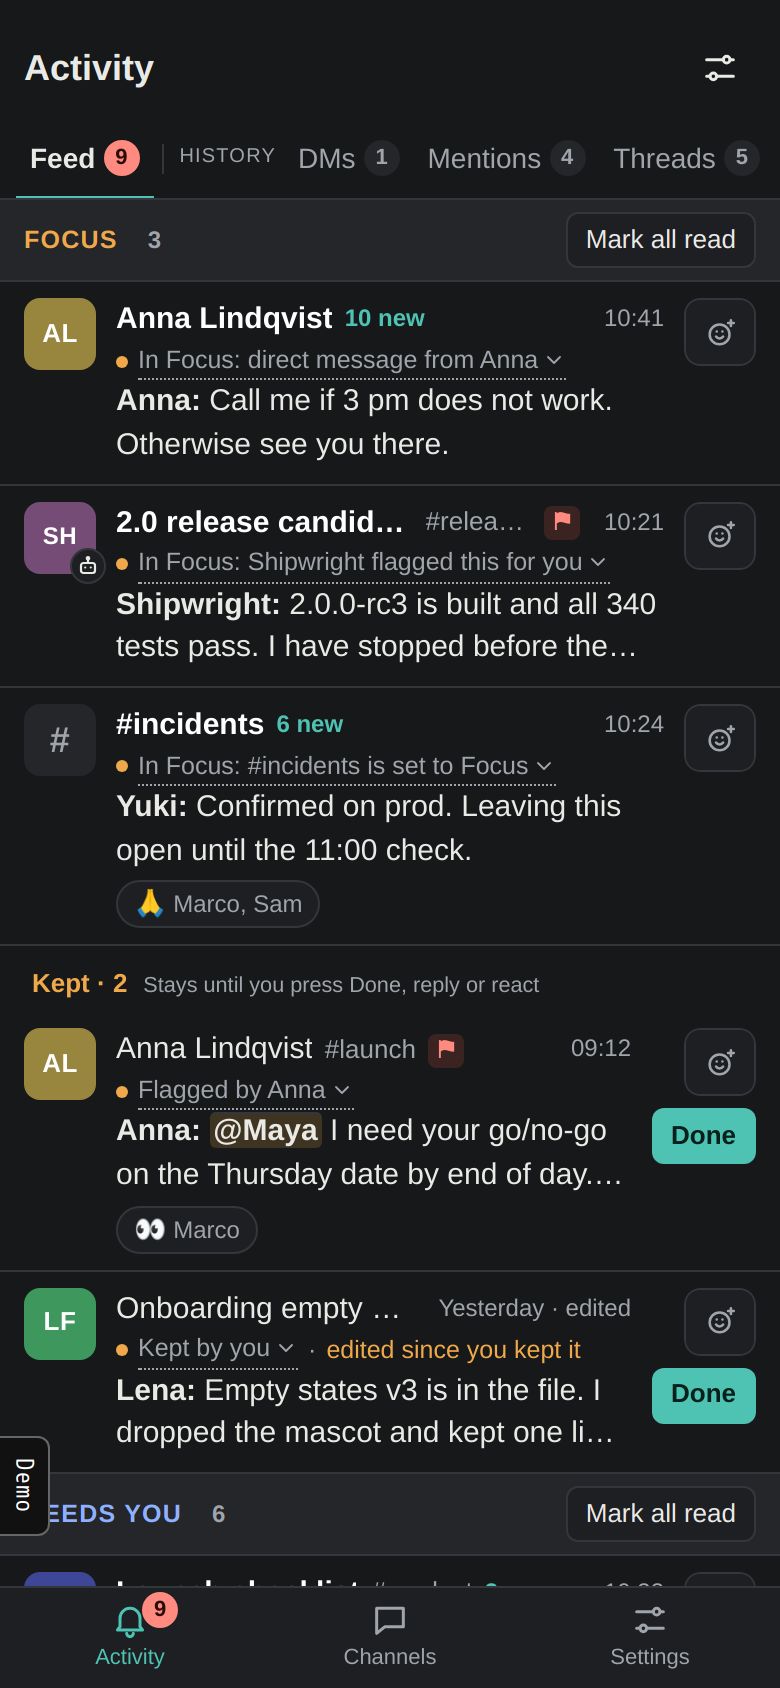 Activity
Feed 9 HISTORY DMs 1 Mentions 4 Threads 5
FOCUS 3 Mark all read
AL Anna Lindqvist 10 new 10:41
In Focus: direct message from Anna
Anna: Call me if 3 pm does not work.
Otherwise see you there.
SH 2.0 release candid… #relea… 10:21
In Focus: Shipwright flagged this for you
Shipwright: 2.0.0-rc3 is built and all 340
tests pass. I have stopped before the…
# #incidents 6 new 10:24
In Focus: #incidents is set to Focus
Yuki: Confirmed on prod. Leaving this
open until the 11:00 check.
🙏 Marco, Sam
Kept · 2 Stays until you press Done, reply or react
AL Anna Lindqvist #launch 09:12
Flagged by Anna
Anna: @Maya I need your go/no-go
Done
on the Thursday date by end of day.…
👀 Marco
LF Onboarding empty … Yesterday · edited
Kept by you · edited since you kept it
Lena: Empty states v3 is in the file. I
Done
dropped the mascot and kept one li…
Demo
EEDS YOU 6 Mark all read
9
Activity Channels Settings